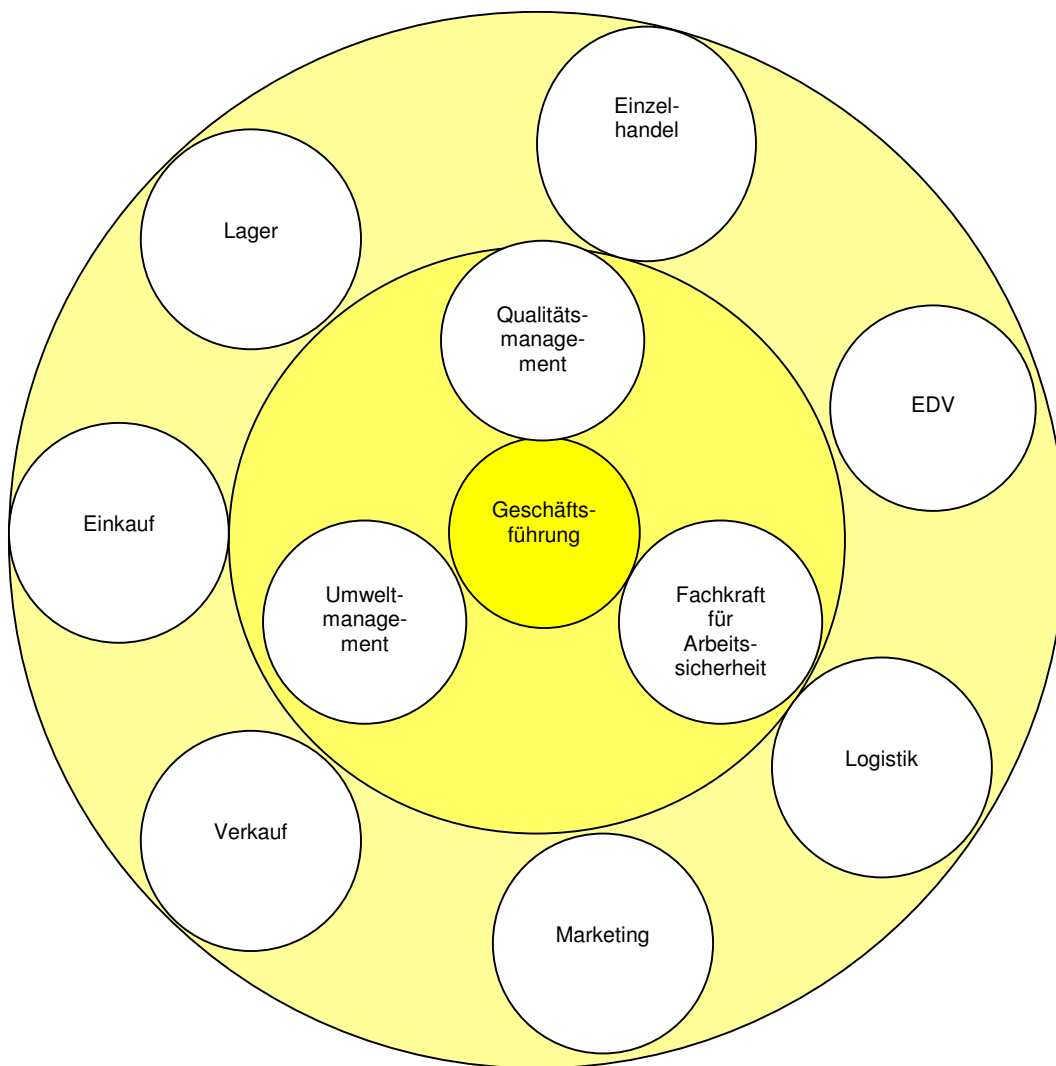 Einzel-
handel
Lager
Qualitäts-
manage-
ment
EDV
Einkauf
Geschäfts-
führung
Umwelt-
manage-
ment
Fachkraft
für
Arbeits-
sicherheit
Logistik
Verkauf
Marketing